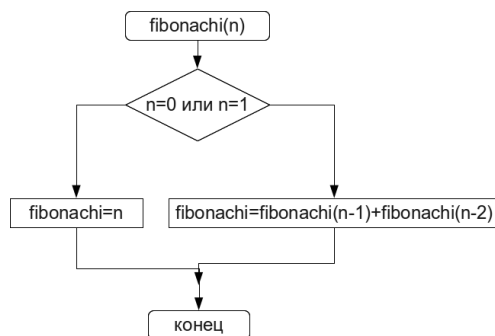 fibonachi(n)
n=0 или n=1
fibonachi=n
fibonachi=fibonachi(n-1)+fibonachi(n-2)
конец